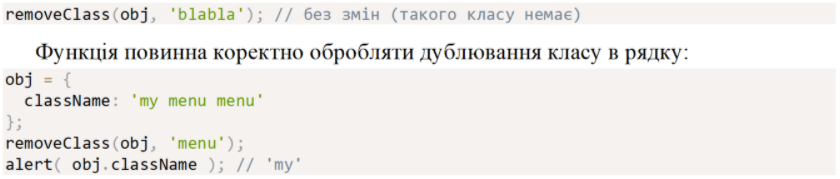 removeClass(obj, 'blabla'); // без змін (такого класу немає)
Функція повинна коректно обробляти дублювання класу в рядку:
obj = {
  className: 'my menu menu'
};
removeClass(obj, 'menu');
alert( obj.className ); // 'my'